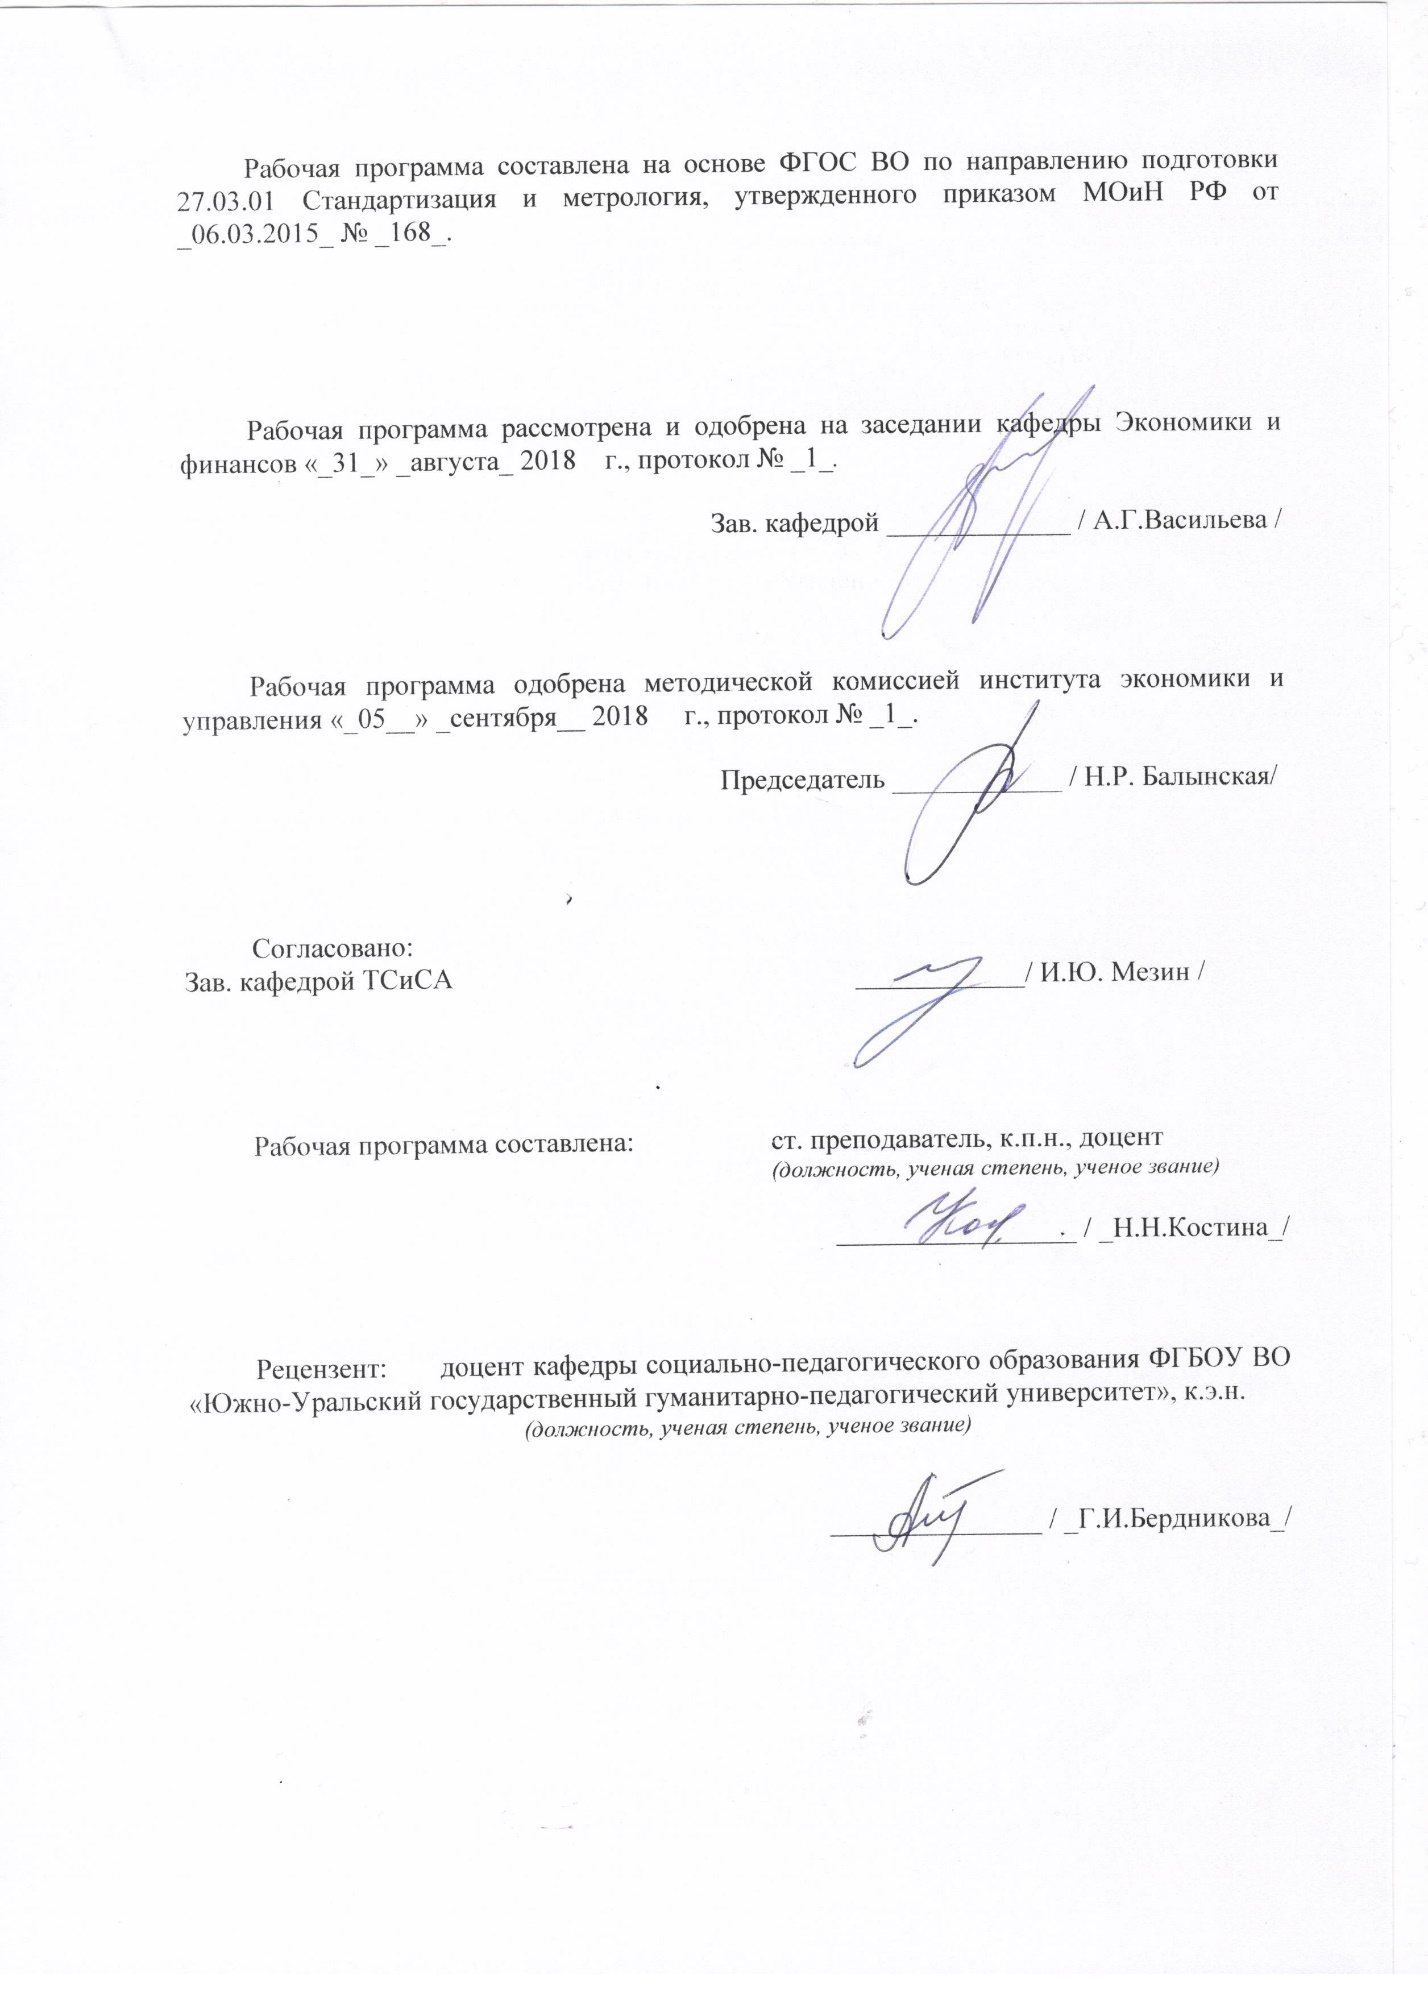 Рабочая программа составлена на основе ФГОС ВО по направлению подготовки
27.03.01 Стандартизация и метрология, утвержденного приказом МОиН РФ от
_06.03.2015_ № _168_.
Рабочая программа рассмотрена и одобрена на заседании кафедры Экономики и
финансов «_31_» _августа_ 2018 г., протокол № _1_.
Зав. кафедрой _____________ / А.Г.Васильева /
Рабочая программа одобрена методической комиссией института экономики и
управления «_05__» _сентября__ 2018 г., протокол № _1_.
Председатель ____________ / Н.Р. Балынская/
Согласовано:
Зав. кафедрой ТСиСА ____________/ И.Ю. Мезин /
Рабочая программа составлена: ст. преподаватель, к.п.н., доцент
(должность, ученая степень, ученое звание)
_________________ / _Н.Н.Костина_/
Рецензент: доцент кафедры социально-педагогического образования ФГБОУ ВО
«Южно-Уральский государственный гуманитарно-педагогический университет», к.э.н.
(должность, ученая степень, ученое звание)
_______________ / _Г.И.Бердникова_/